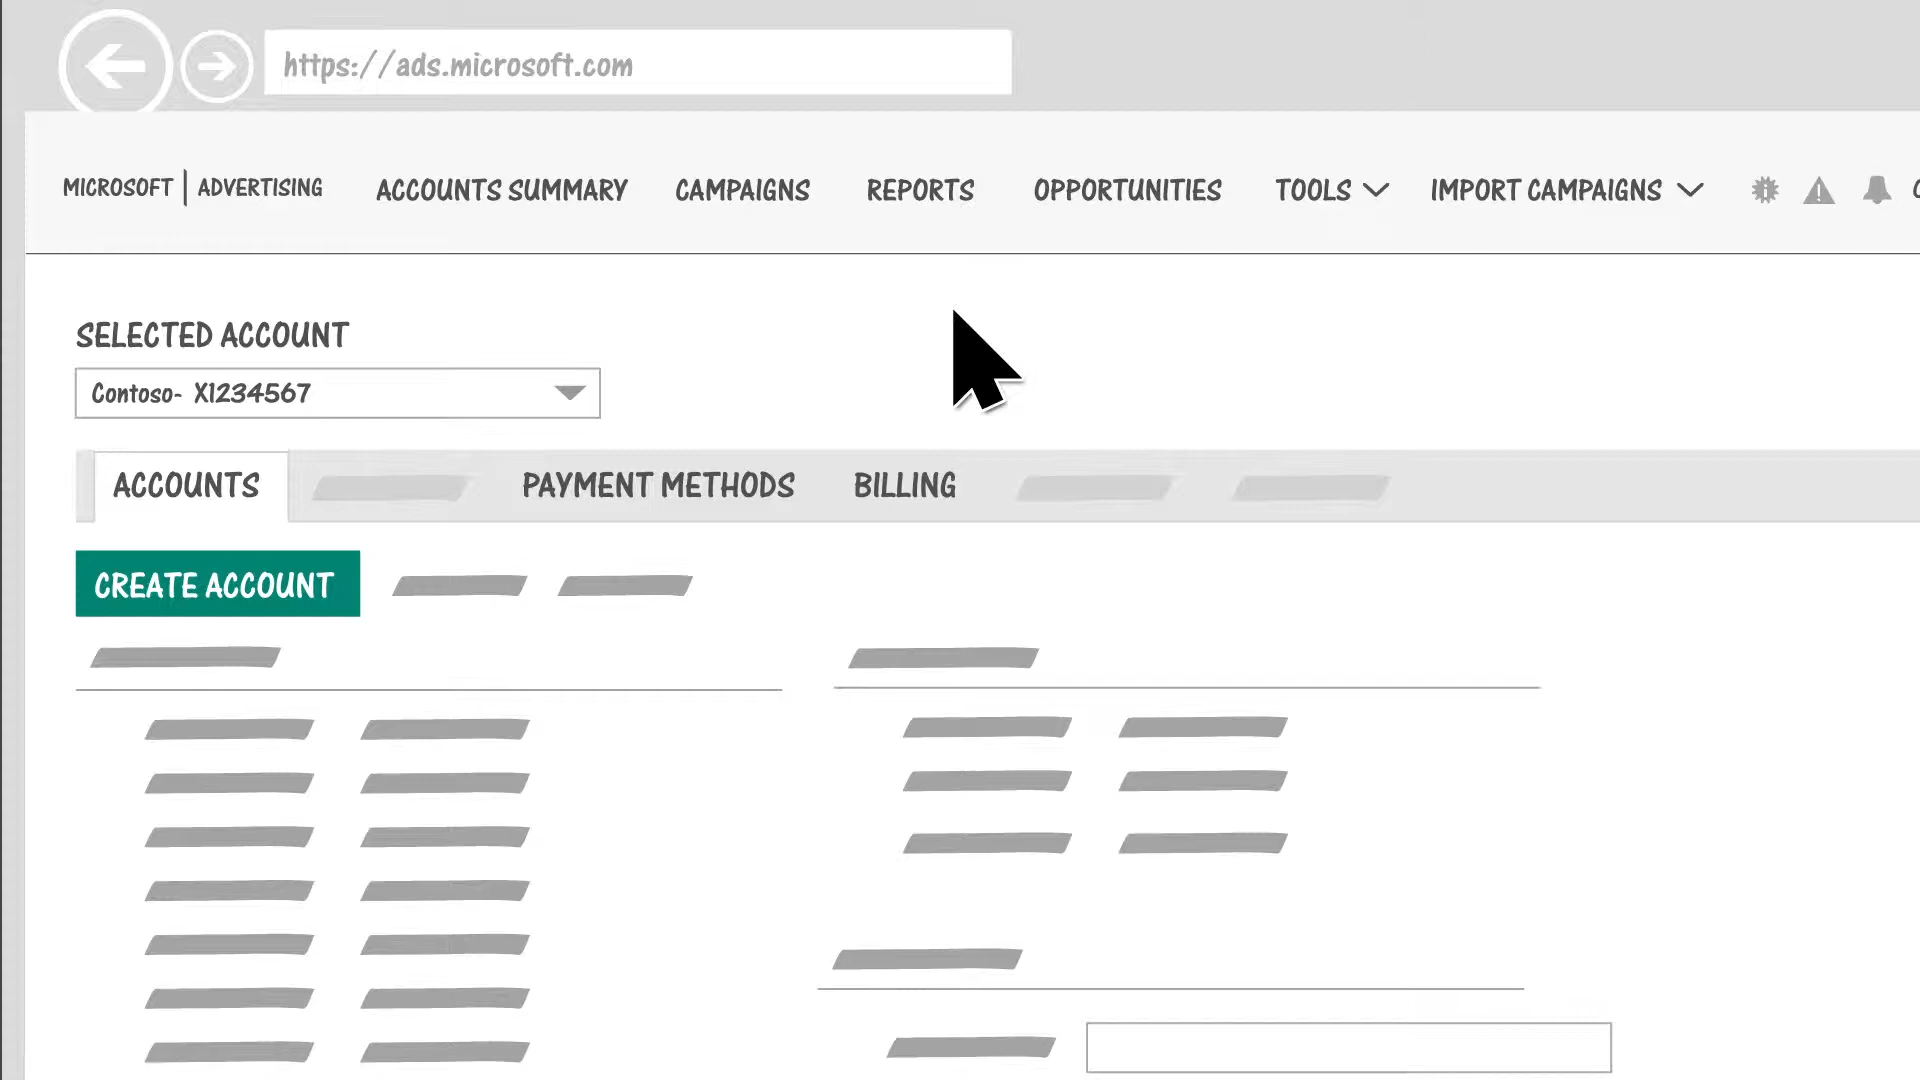 https://ads.microsoft.com
MICROSOFT | ADVERTISING ACCOUNTS SUMMARY CAMPAIGNS REPORTS OPPORTUNITIES TOOLS IMPORT CAMPAIGNS
SELECTED ACCOUNT
Contoso- X1234567
ACCOUNTS PAYMENT METHODS BILLING
CREATE ACCOUNT